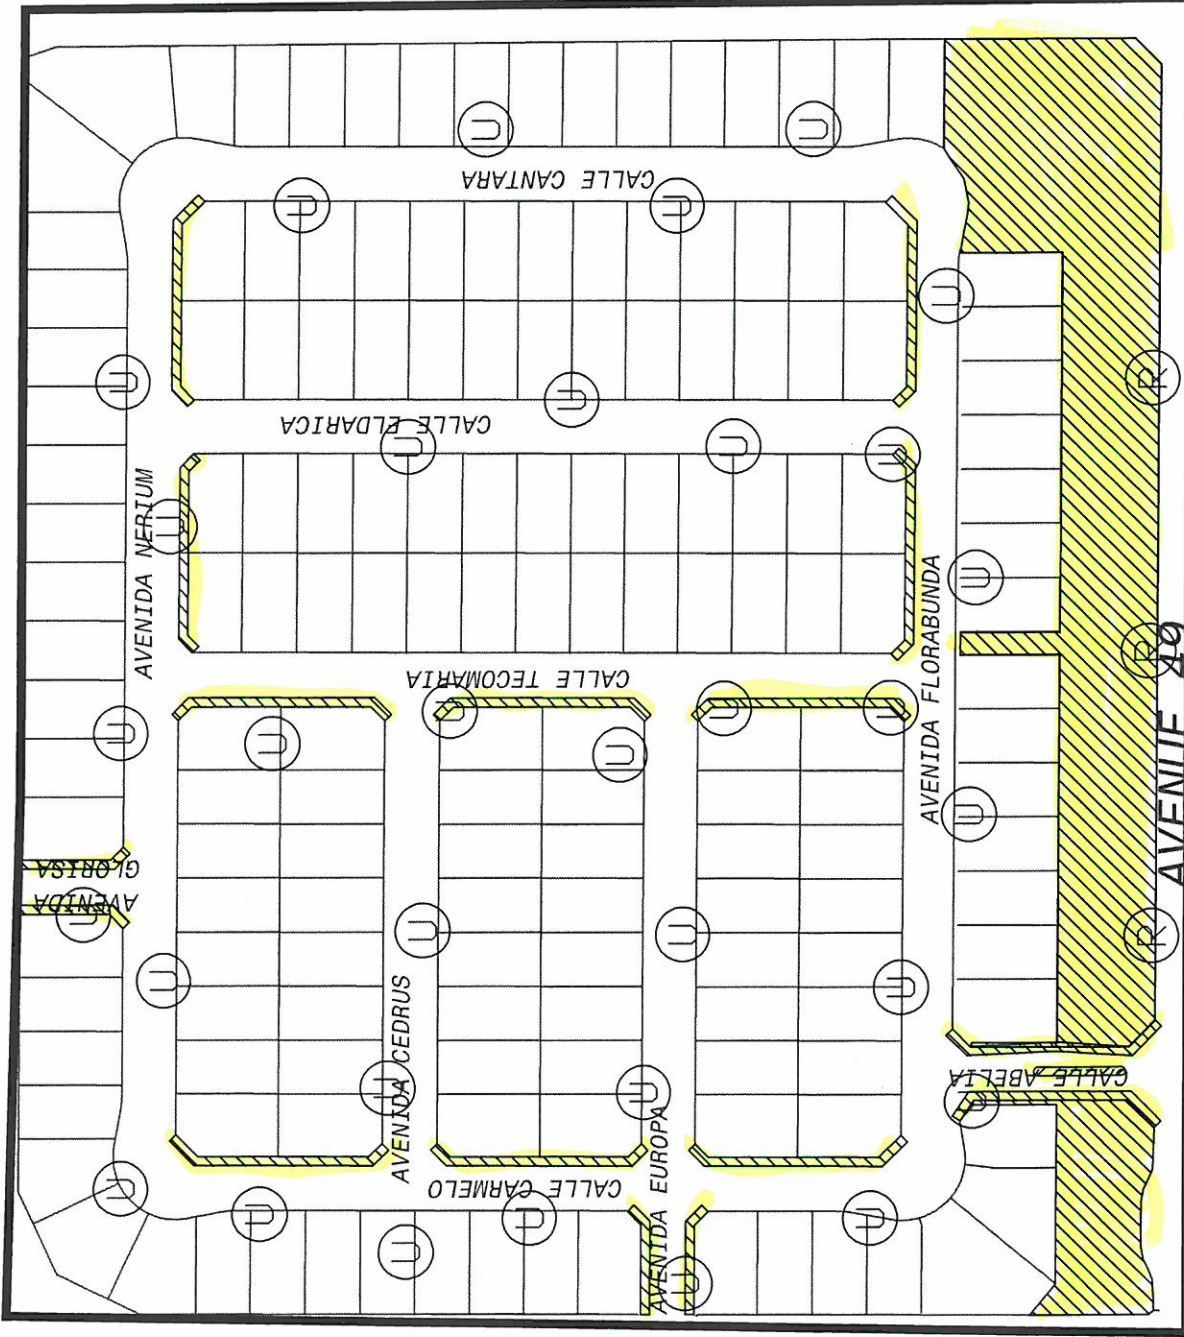 U
U
CALLE CANTARA
U
U
U
U
U
R
U
CALLE ELDARICA
U
U
U
AVENIDA NERIUM
U
U
AVENIDA FLORABUNDA
R
AVENUE 49
CALLE TECOMARIA
U
U
U
U
U
U
U
AVENIDA
GLORISA
U
U
U
U
R
U
AVENIDA CEDRUS
U
U
CALLE ABELIA
U
AVENIDA EUROPA
CALLE CARMELO
U
U
U
U
U
U